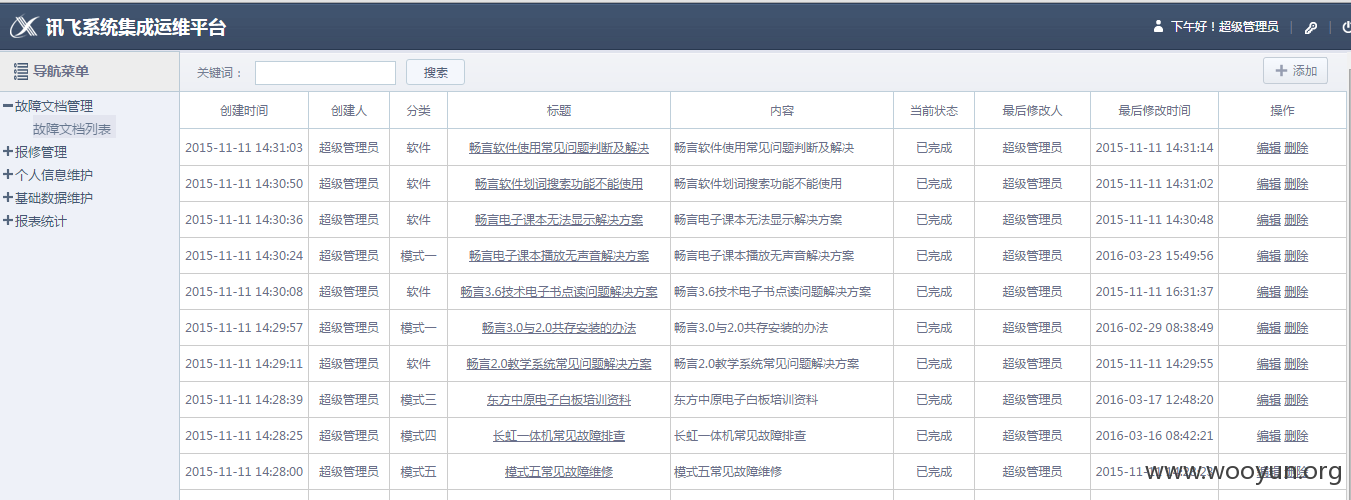 讯飞系统集成运维平台
下午好！超级管理员
导航菜单
关键词：
搜索
添加
故障文档管理
故障文档列表
报修管理
个人信息维护
基础数据维护
报表统计
创建时间 创建人 分类 标题 内容 当前状态 最后修改人 最后修改时间 操作
2015-11-11 14:31:03 超级管理员 软件 畅言软件使用常见问题判断及解决 畅言软件使用常见问题判断及解决 已完成 超级管理员 2015-11-11 14:31:14 编辑 删除
2015-11-11 14:30:50 超级管理员 软件 畅言软件划词搜索功能不能使用 畅言软件划词搜索功能不能使用 已完成 超级管理员 2015-11-11 14:31:02 编辑 删除
2015-11-11 14:30:36 超级管理员 软件 畅言电子课本无法显示解决方案 畅言电子课本无法显示解决方案 已完成 超级管理员 2015-11-11 14:30:48 编辑 删除
2015-11-11 14:30:24 超级管理员 模式一 畅言电子课本播放无声音解决方案 畅言电子课本播放无声音解决方案 已完成 超级管理员 2016-03-23 15:49:56 编辑 删除
2015-11-11 14:30:08 超级管理员 软件 畅言3.6技术电子书点读问题解决方案 畅言3.6技术电子书点读问题解决方案 已完成 超级管理员 2015-11-11 16:31:37 编辑 删除
2015-11-11 14:29:57 超级管理员 模式一 畅言3.0与2.0共存安装的办法 畅言3.0与2.0共存安装的办法 已完成 超级管理员 2016-02-29 08:38:49 编辑 删除
2015-11-11 14:29:11 超级管理员 软件 畅言2.0教学系统常见问题解决方案 畅言2.0教学系统常见问题解决方案 已完成 超级管理员 2015-11-11 14:29:55 编辑 删除
2015-11-11 14:28:39 超级管理员 模式三 东方中原电子白板培训资料 东方中原电子白板培训资料 已完成 超级管理员 2016-03-17 12:48:20 编辑 删除
2015-11-11 14:28:25 超级管理员 模式四 长虹一体机常见故障排查 长虹一体机常见故障排查 已完成 超级管理员 2016-03-16 08:42:21 编辑 删除
2015-11-11 14:28:00 超级管理员 模式五 模式五常见故障维修 模式五常见故障维修 已完成 超级管理员 2015-11-11 14:28:23 编辑 删除
www.wooyun.org